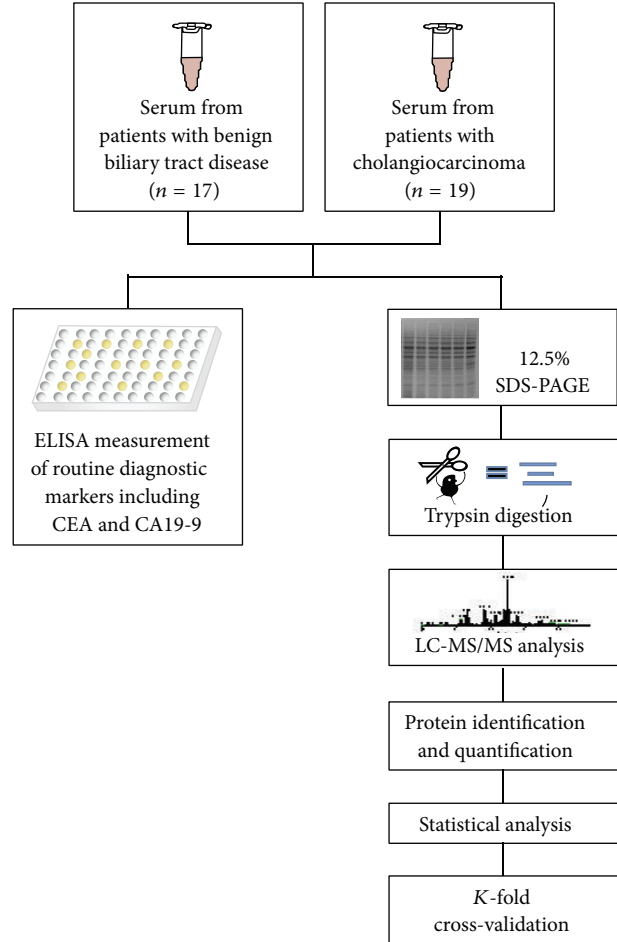 Serum from
patients with benign
biliary tract disease
(n = 17)
Serum from
patients with
cholangiocarcinoma
(n = 19)
ELISA measurement
of routine diagnostic
markers including
CEA and CA19-9
12.5%
SDS-PAGE
Trypsin digestion
LC-MS/MS analysis
Protein identification
and quantification
Statistical analysis
K-fold
cross-validation